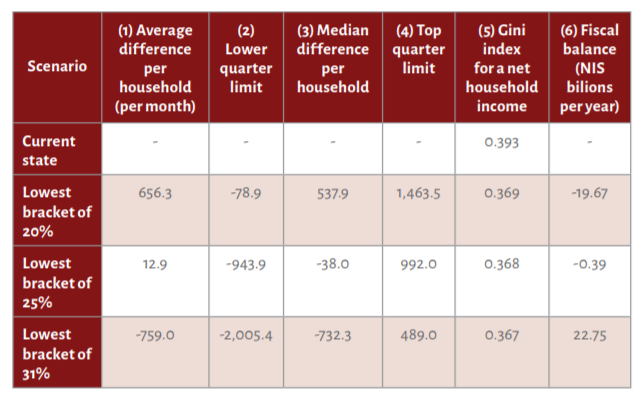 Scenario
(1) Average
difference
per
household
(per month)
(2)
Lower
quarter
limit
(3) Median
difference
per
household
(4) Top
quarter
limit
(5) Gini
index
for a net
household
income
(6) Fiscal
balance
(NIS
bilions
per year)
Current
state
- - - - 0.393 -
Lowest
bracket of
20%
656.3 -78.9 537.9 1,463.5 0.369 -19.67
Lowest
bracket of
25%
12.9 -943.9 -38.0 992.0 0.368 -0.39
Lowest
bracket of
31%
-759.0 -2,005.4 -732.3 489.0 0.367 22.75